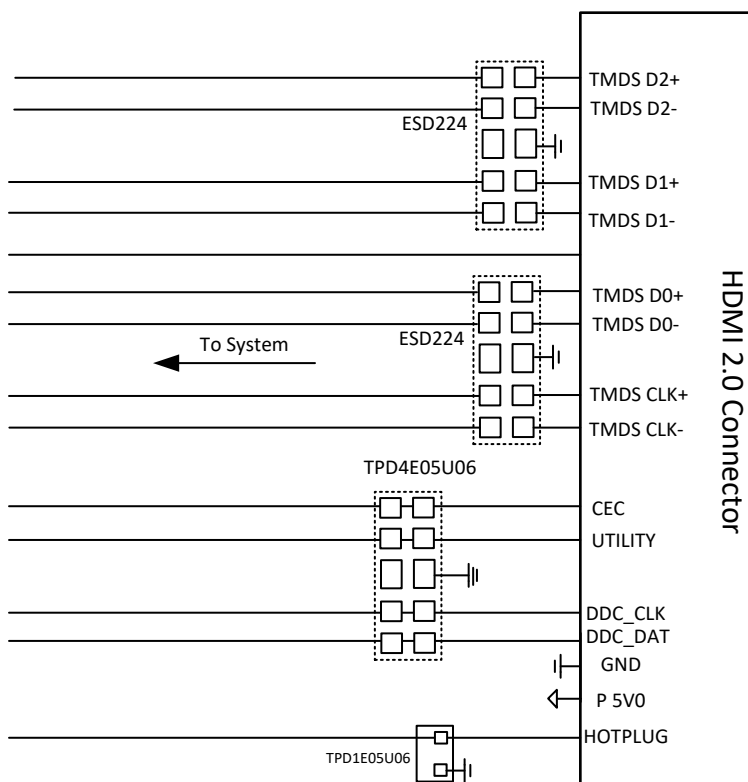 TMDS D2+
TMDS D2-
ESD224
TMDS D1+
TMDS D1-
TMDS D0+
TMDS D0-
ESD224
To System
TMDS CLK+
TMDS CLK-
HDMI 2.0 Connector
TPD4E05U06
CEC
UTILITY
DDC_CLK
DDC_DAT
GND
P 5V0
HOTPLUG
TPD1E05U06